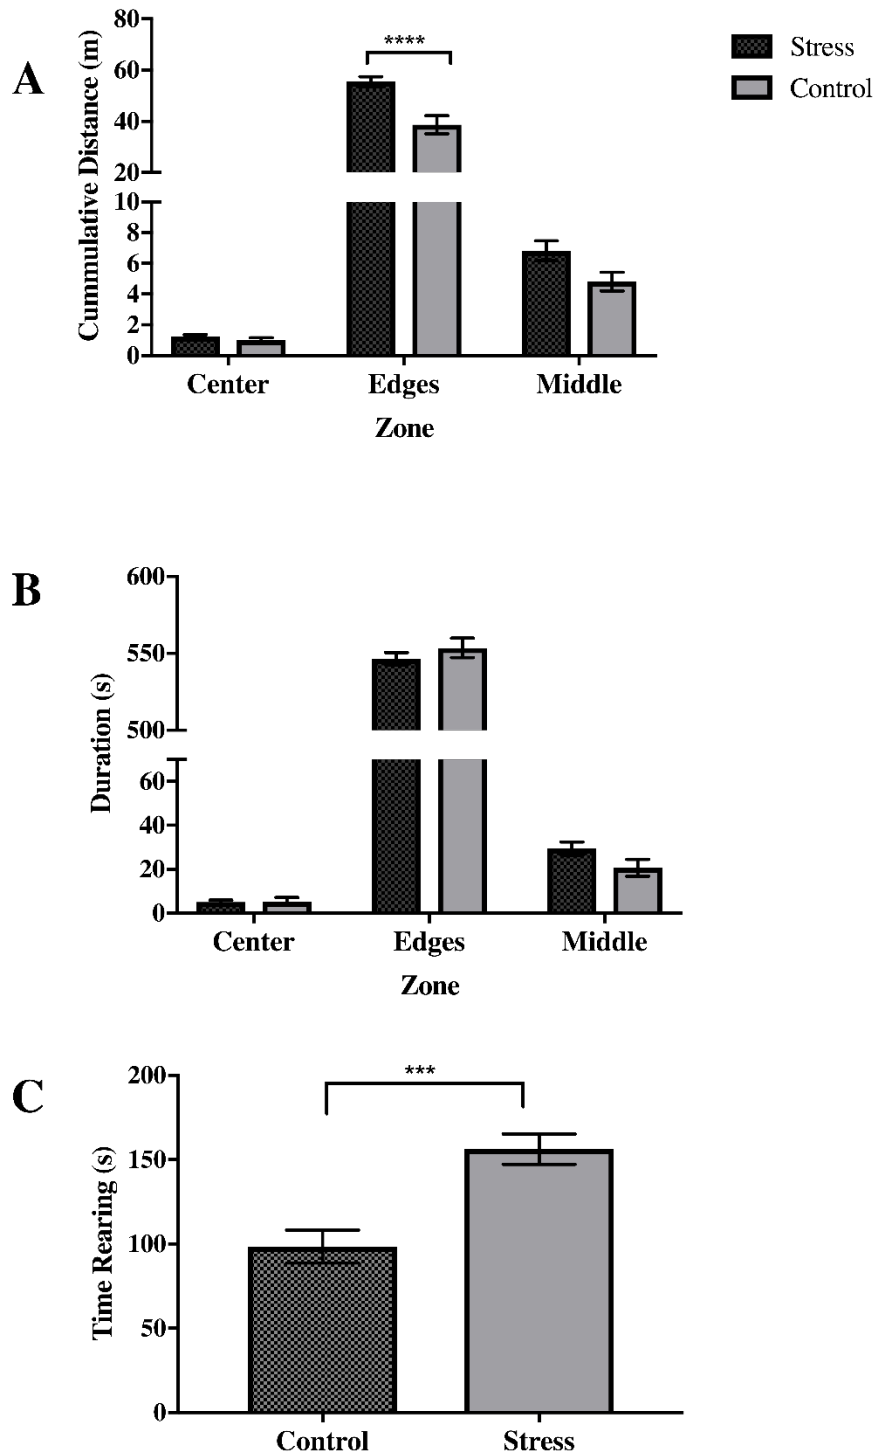 A
Cummulative Distance (m)
80
60
40
20
10
8
6
4
2
0
****
Stress
Control
Center Edges Middle
Zone
B
Duration (s)
600
550
500
60
40
20
0
Center Edges Middle
Zone
C
Time Rearing (s)
200
150
100
50
0
***
Control Stress